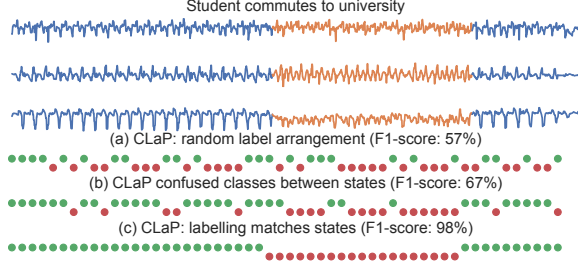 Student commutes to university
(a) CLaP: random label arrangement (F1-score: 57%)
(b) CLaP confused classes between states (F1-score: 67%)
(c) CLaP: labelling matches states (F1-score: 98%)